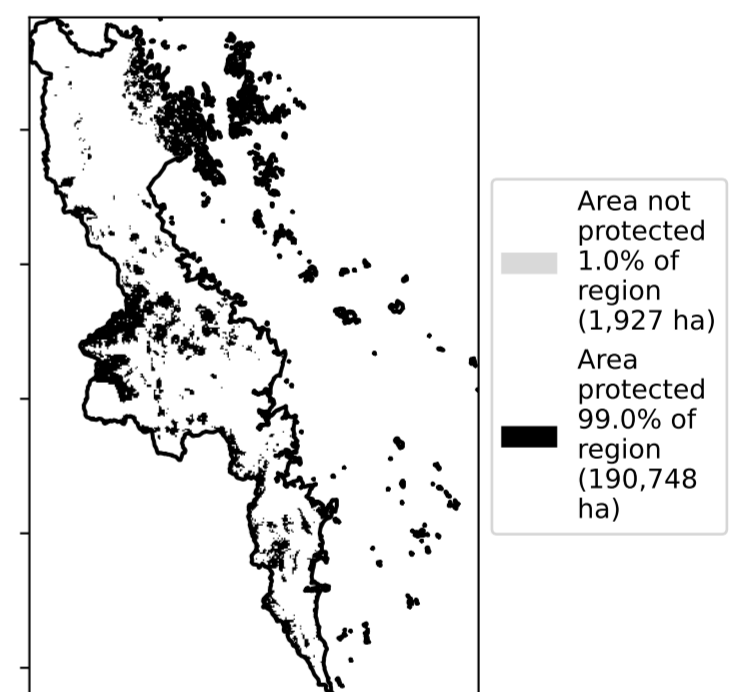 Area not
protected
1.0% of
region
(1,927 ha)
Area
protected
99.0% of
region
(190,748
ha)